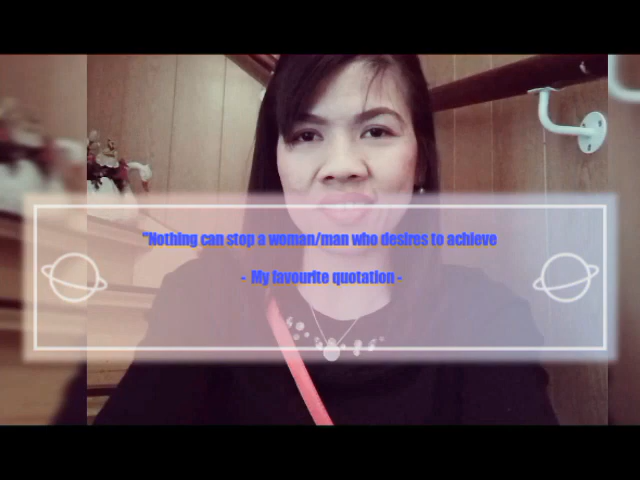 "Nothing can stop a woman/man who desires to achieve
- My favourite quotation -